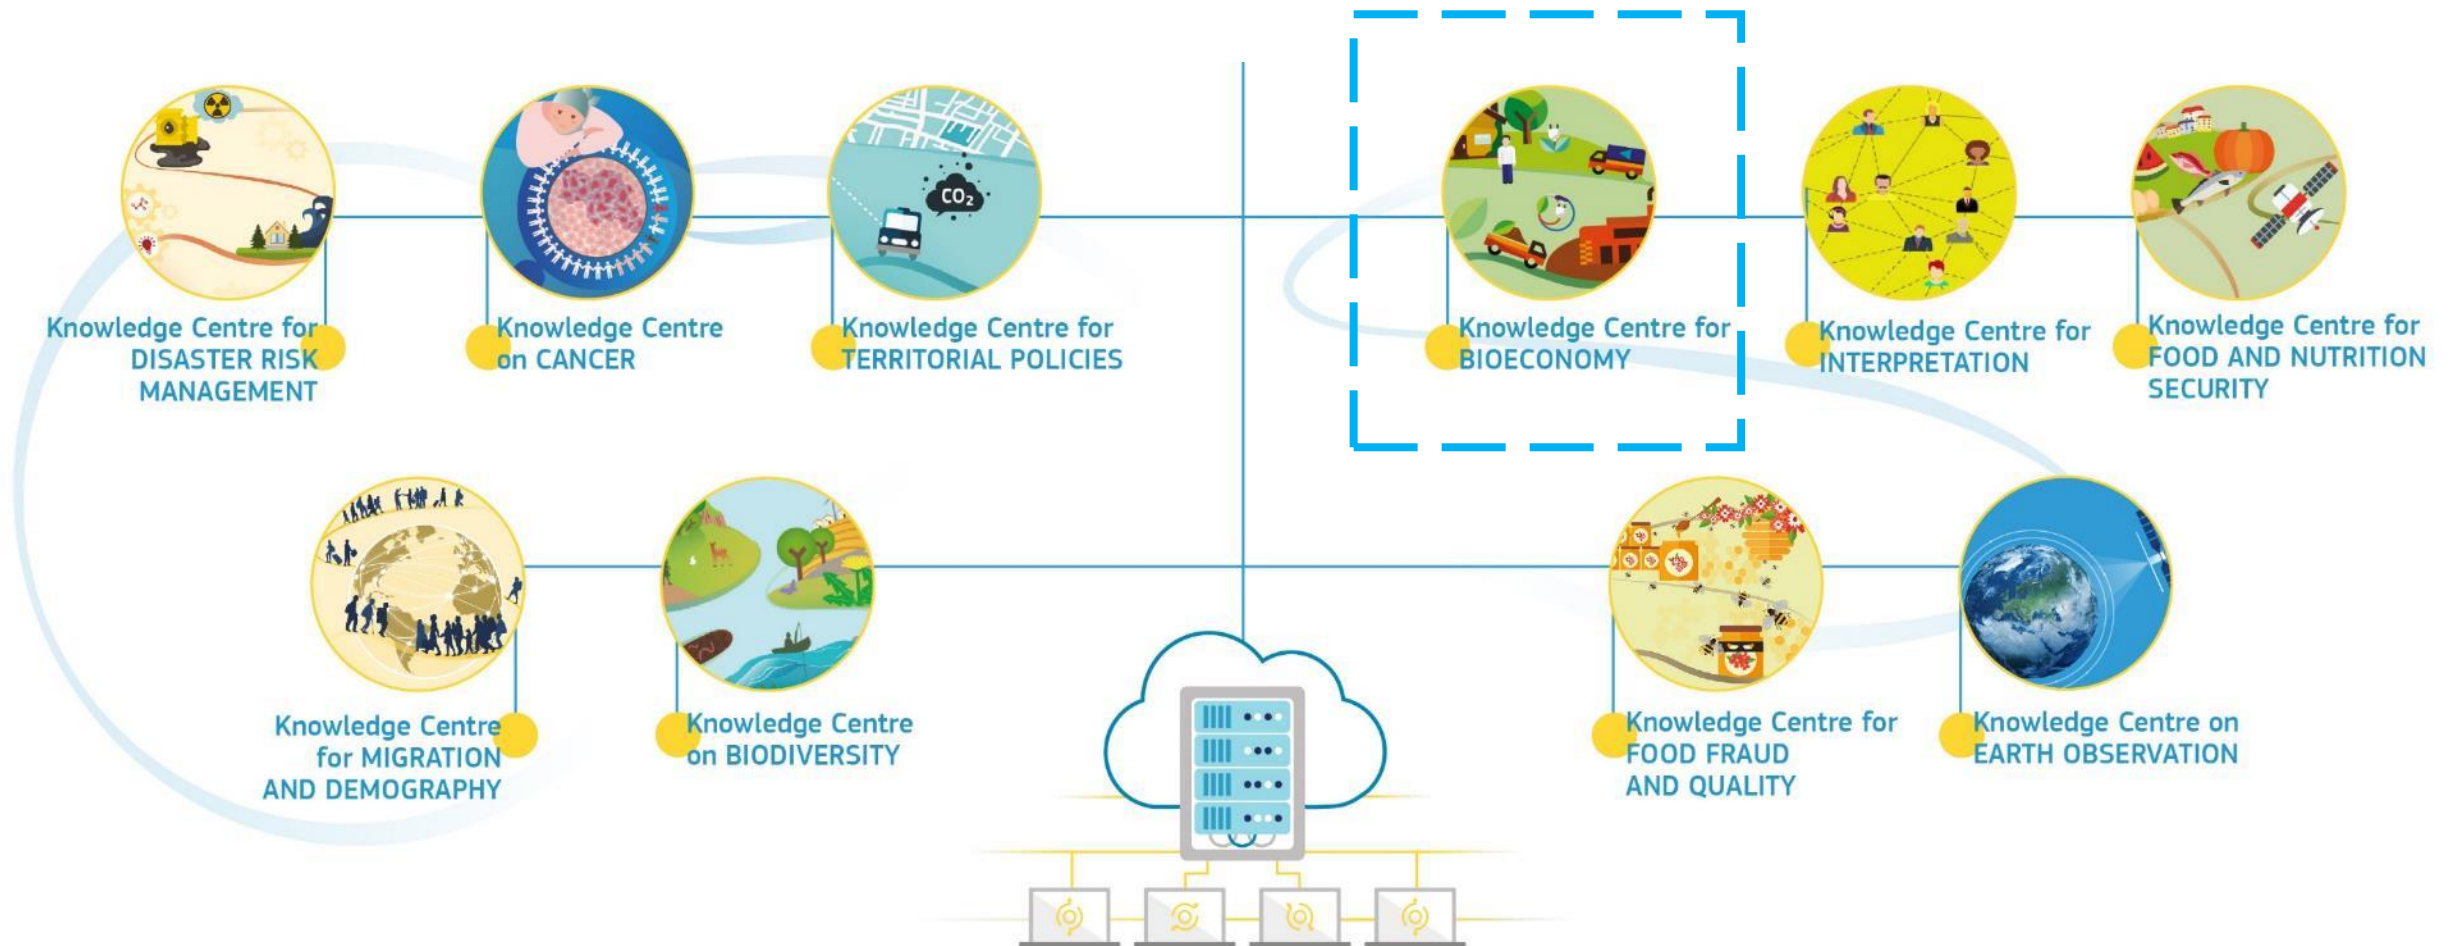 CO₂
Knowledge Centre for
DISASTER RISK
MANAGEMENT
Knowledge Centre
on CANCER
Knowledge Centre for
TERRITORIAL POLICIES
Knowledge Centre for
BIOECONOMY
Knowledge Centre for
INTERPRETATION
Knowledge Centre for
FOOD AND NUTRITION
SECURITY
Knowledge Centre
for MIGRATION
AND DEMOGRAPHY
Knowledge Centre
on BIODIVERSITY
Knowledge Centre for
FOOD FRAUD
AND QUALITY
Knowledge Centre on
EARTH OBSERVATION